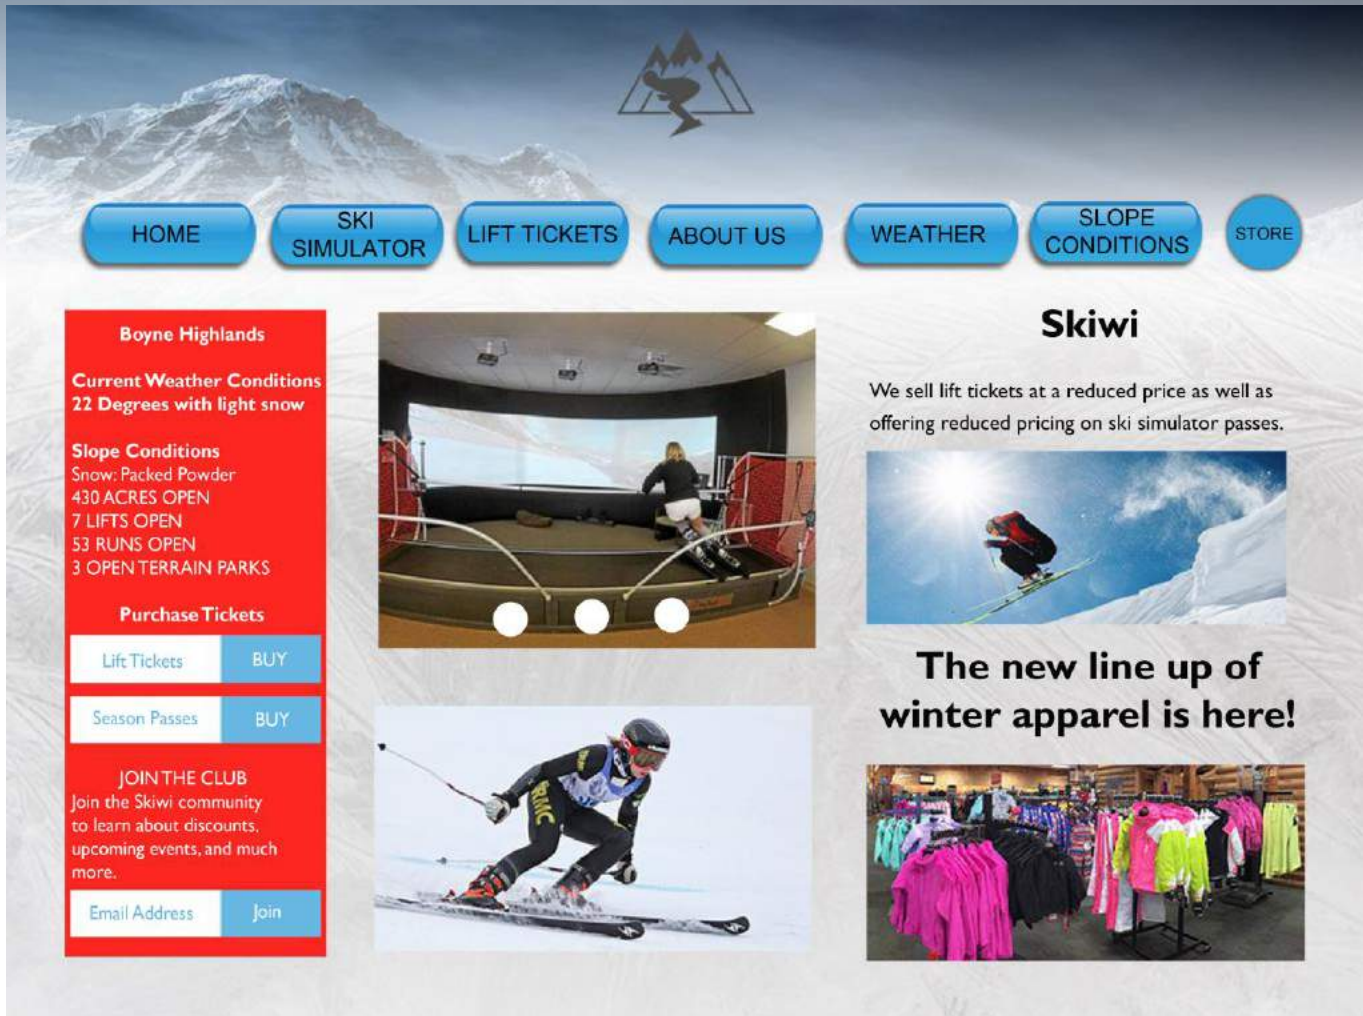 HOME
SKI
SIMULATOR
LIFT TICKETS
ABOUT US
WEATHER
SLOPE
CONDITIONS
STORE
Boyne Highlands
Current Weather Conditions
22 Degrees with light snow
Slope Conditions
Snow: Packed Powder
430 ACRES OPEN
7 LIFTS OPEN
53 RUNS OPEN
3 OPEN TERRAIN PARKS
Purchase Tickets
Lift Tickets BUY
Season Passes BUY
JOIN THE CLUB
Join the Skiwi community
to learn about discounts,
upcoming events, and much
more.
Email Address Join
RMC
Skiwi
We sell lift tickets at a reduced price as well as
offering reduced pricing on ski simulator passes.
The new line up of
winter apparel is here!